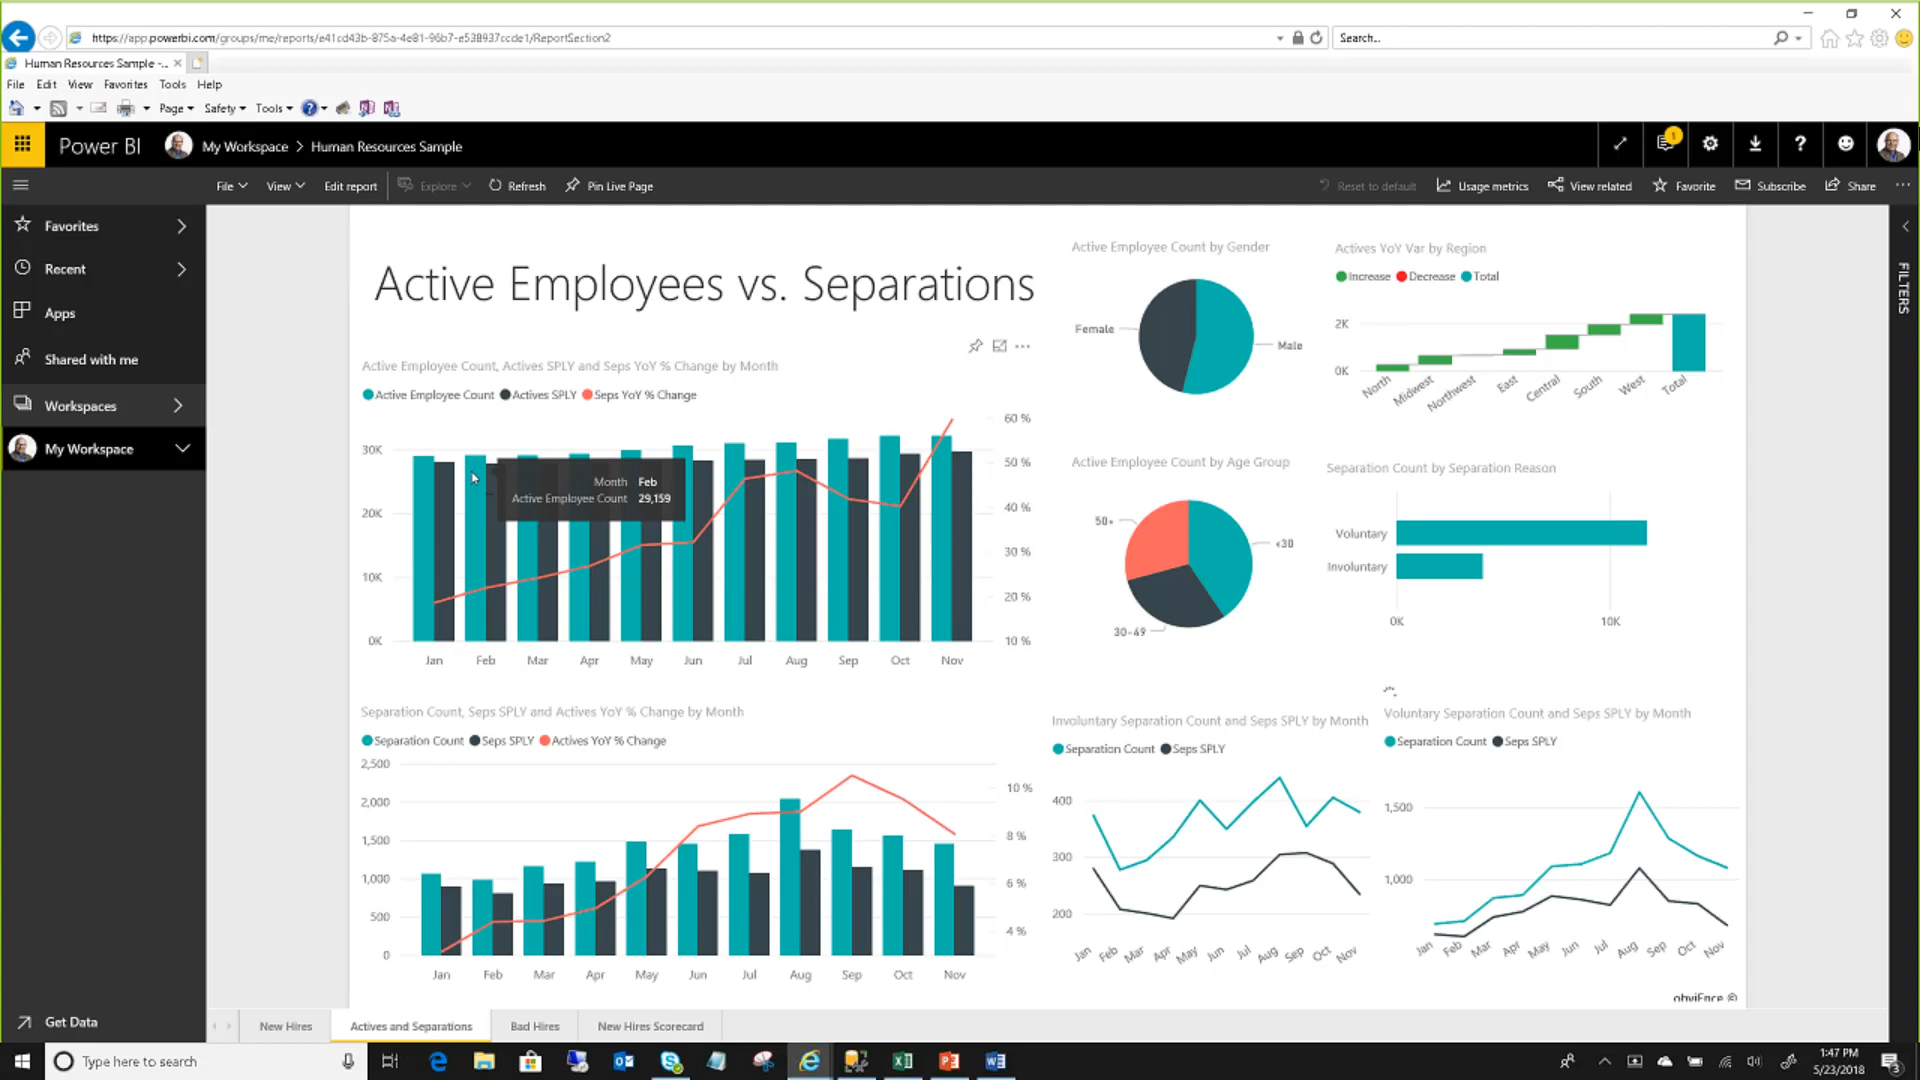 https://app.powerbi.com/groups/me/reports/e41cd43b-875a-4e81-96b7-e538937ccde1/ReportSection2
Search...
Human Resources Sample -...
File Edit View Favorites Tools Help
Page Safety Tools
Power BI My Workspace > Human Resources Sample 1
File View Edit report Explore Refresh Pin Live Page Reset to default Usage metrics View related Favorite Subscribe Share
Favorites
Recent
Apps
Shared with me
Workspaces
My Workspace
Get Data
FILTERS
Active Employees vs. Separations
Active Employee Count, Actives SPLY and Seps YoY % Change by Month
Active Employee Count Actives SPLY Seps YoY % Change
30K
20K
10K
0K
60 %
50 %
40 %
30 %
20 %
10 %
Month Feb
Active Employee Count 29,159
Jan Feb Mar Apr May Jun Jul Aug Sep Oct Nov
Active Employee Count by Gender
Female
Male
Actives YoY Var by Region
Increase Decrease Total
2K
0K
North Midwest Northwest East Central South West Total
Active Employee Count by Age Group
50+
<30
30-49
Separation Count by Separation Reason
Voluntary
Involuntary
0K 10K
Separation Count, Seps SPLY and Actives YoY % Change by Month
Separation Count Seps SPLY Actives YoY % Change
2,500
2,000
1,500
1,000
500
0
10 %
8 %
6 %
4 %
Jan Feb Mar Apr May Jun Jul Aug Sep Oct Nov
Involuntary Separation Count and Seps SPLY by Month
Separation Count Seps SPLY
400
300
200
Jan Feb Mar Apr May Jun Jul Aug Sep Oct Nov
Voluntary Separation Count and Seps SPLY by Month
Separation Count Seps SPLY
1,500
1,000
Jan Feb Mar Apr May Jun Jul Aug Sep Oct Nov
obviEnce ©
New Hires Actives and Separations Bad Hires New Hires Scorecard
Type here to search
1:47 PM
5/23/2018
3